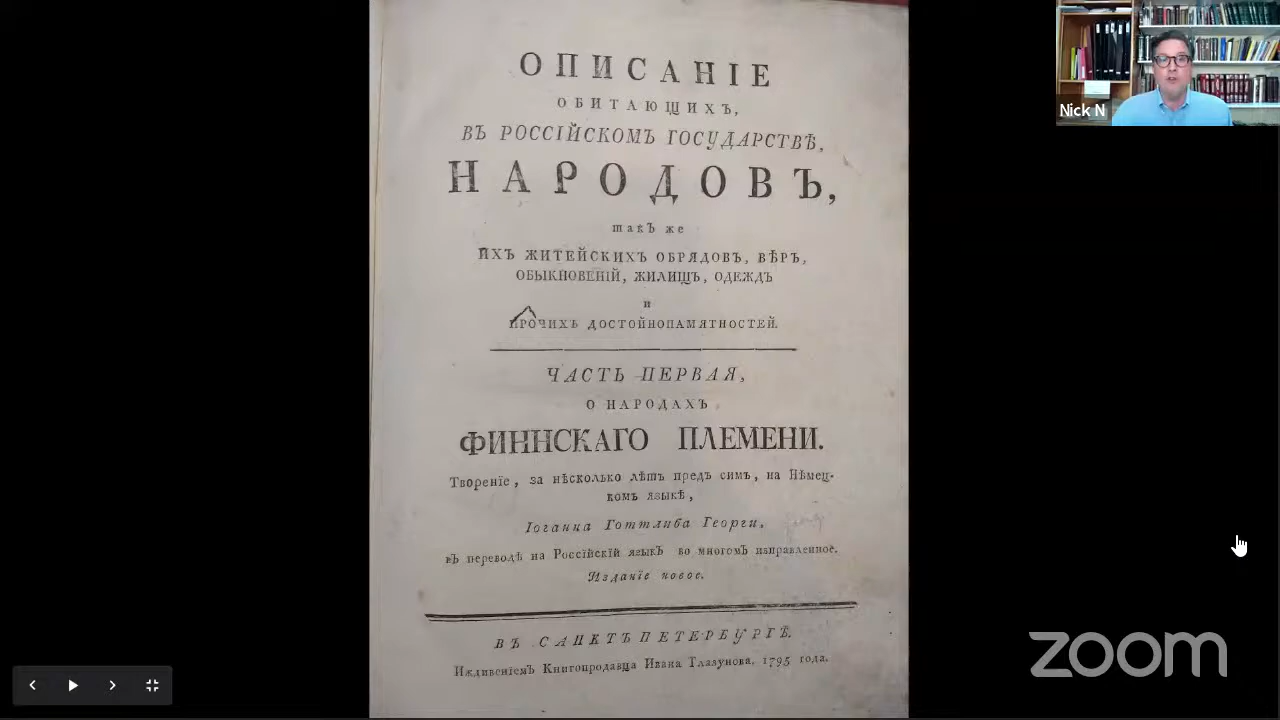 ОПИСАНІЕ
ОБИТАЮЩИХЪ,
ВЪ РОССІЙСКОМЪ ГОСУДАРСТВѢ,
НАРОДОВЪ,
такЪ же
ИХЪ ЖИТЕЙСКИХЪ ОБРЯДОВЪ, ВѢРЪ,
ОБЫКНОВЕНІЙ, ЖИЛИЩЪ, ОДЕЖДЪ
и
ПРОЧИХЪ ДОСТОЙНОПАМЯТНОСТЕЙ.
ЧАСТЬ ПЕРВАЯ,
О НАРОДАХЪ
ФИННСКАГО ПЛЕМЕНИ.
Твореніе, за нѣсколько лѣтъ предъ симъ, на Нѣмец-
комъ языкѣ,
Іоганна Готтлиба Георги,
въ переводѣ на Россійскій языкЪ во многомЪ изправленное.
Изданіе новое.
ВЪ САНКТЪПЕТЕРБУРГѢ.
ИждивеніемЪ Книгопродавца Ивана Глазунова, 1795 года.
Nick N
zoom